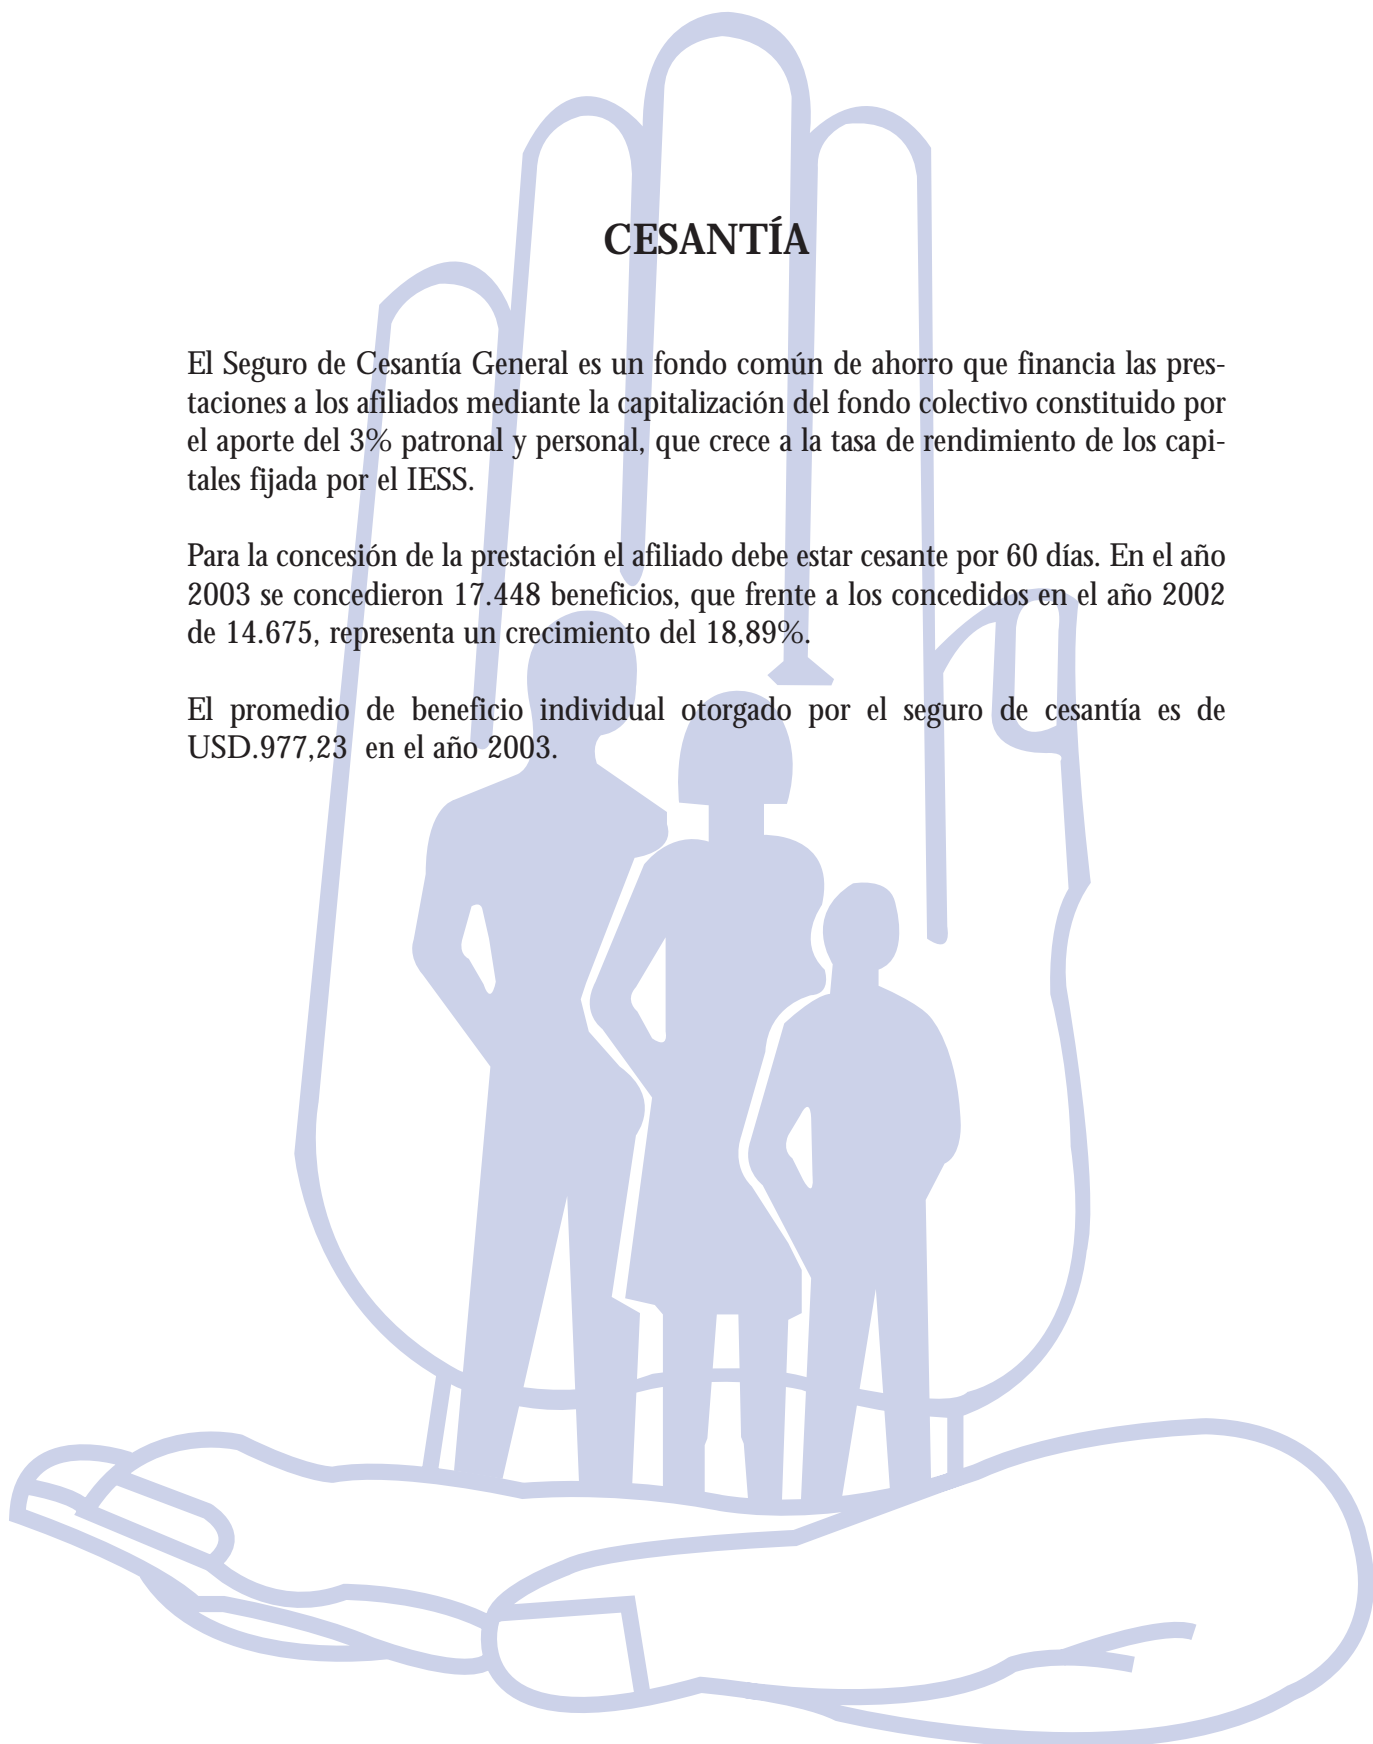 CESANTÍA
El Seguro de Cesantía General es un fondo común de ahorro que financia las pres-
taciones a los afiliados mediante la capitalización del fondo colectivo constituido por
el aporte del 3% patronal y personal, que crece a la tasa de rendimiento de los capi-
tales fijada por el IESS.
Para la concesión de la prestación el afiliado debe estar cesante por 60 días. En el año
2003 se concedieron 17.448 beneficios, que frente a los concedidos en el año 2002
de 14.675, representa un crecimiento del 18,89%.
El promedio de beneficio individual otorgado por el seguro de cesantía es de
USD.977,23 en el año 2003.